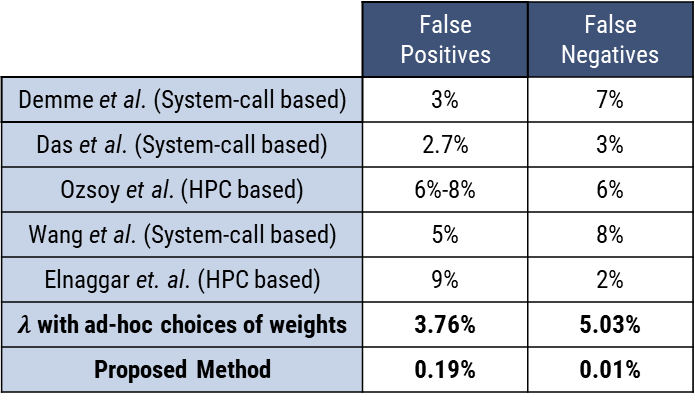 False Positives False Negatives
Demme et al. (System-call based) 3% 7%
Das et al. (System-call based) 2.7% 3%
Ozsoy et al. (HPC based) 6%-8% 6%
Wang et al. (System-call based) 5% 8%
Elnaggar et. al. (HPC based) 9% 2%
λ with ad-hoc choices of weights 3.76% 5.03%
Proposed Method 0.19% 0.01%